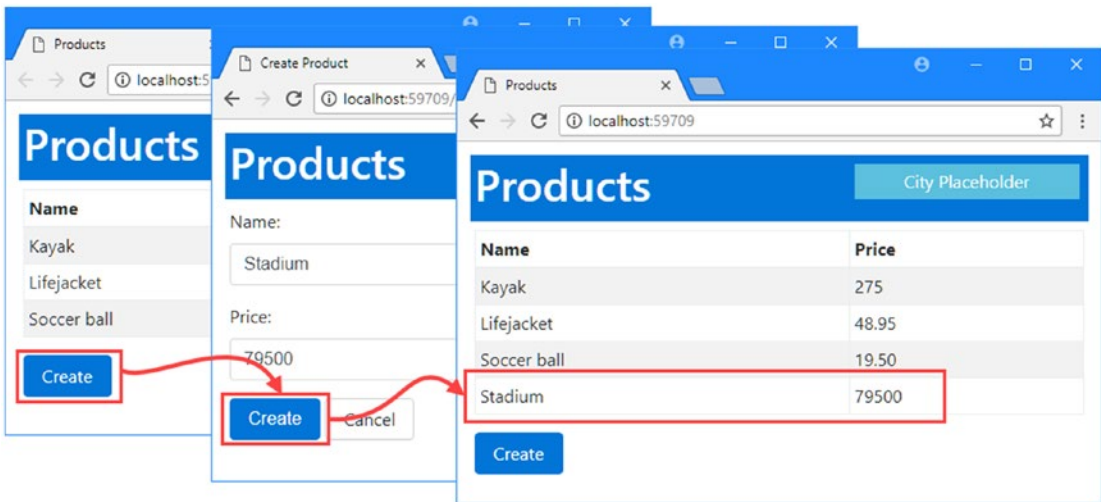 Products
localhost:5
Products
Name
Kayak
Lifejacket
Soccer ball
Create
Create Product
localhost:59709/
Products
Name:
Stadium
Price:
79500
Create
Cancel
Products
localhost:59709
Products
City Placeholder
Name Price
Kayak 275
Lifejacket 48.95
Soccer ball 19.50
Stadium 79500
Create